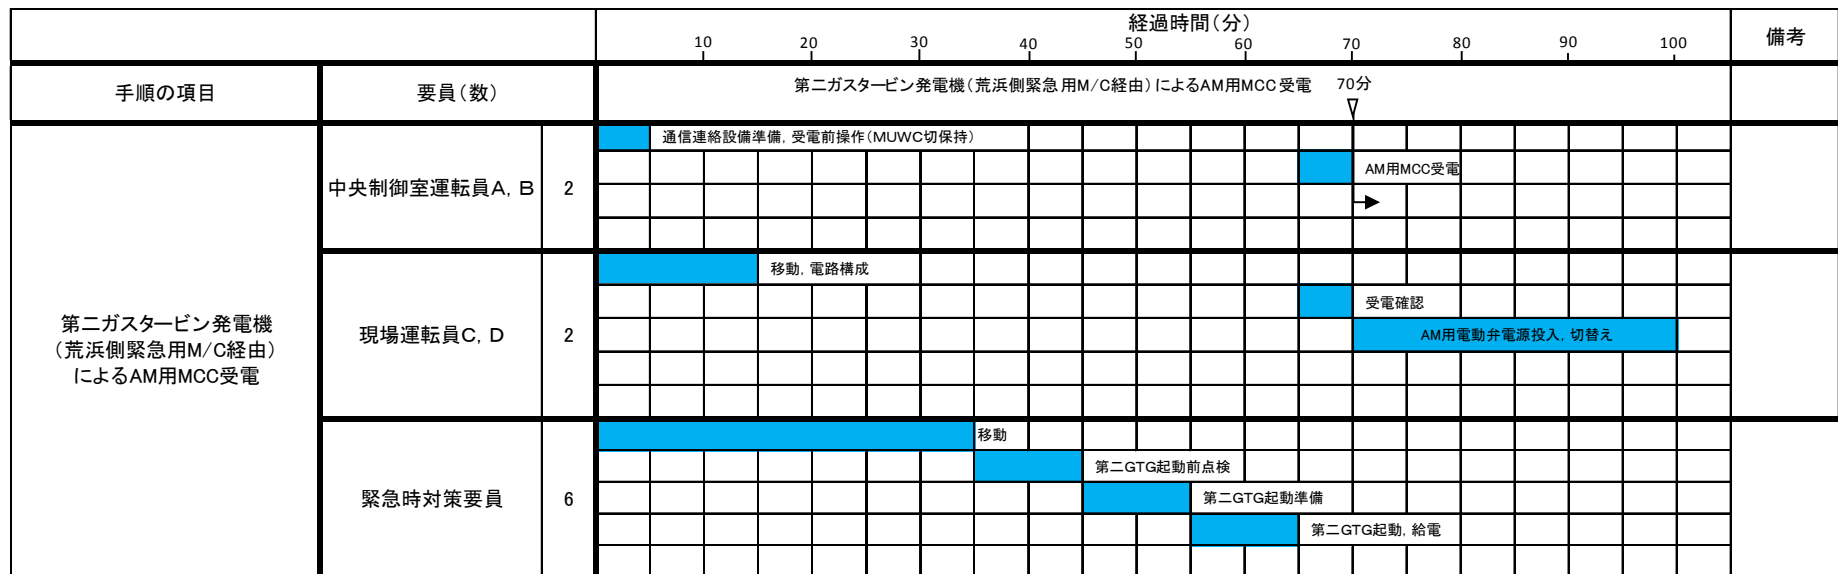 経過時間（分）
備考
10 20 30 40 50 60 70 80 90 100
手順の項目
要員（数）
第二ガスタービン発電機（荒浜側緊急用M/C経由）によるAM用MCC受電
70分
第二ガスタービン発電機
（荒浜側緊急用M/C経由）
によるAM用MCC受電
中央制御室運転員A，B
2
通信連絡設備準備，受電前操作（MUWC切保持）
AM用MCC受電
現場運転員C，D
2
移動，電路構成
受電確認
AM用電動弁電源投入，切替え
緊急時対策要員
6
移動
第二GTG起動前点検
第二GTG起動準備
第二GTG起動，給電